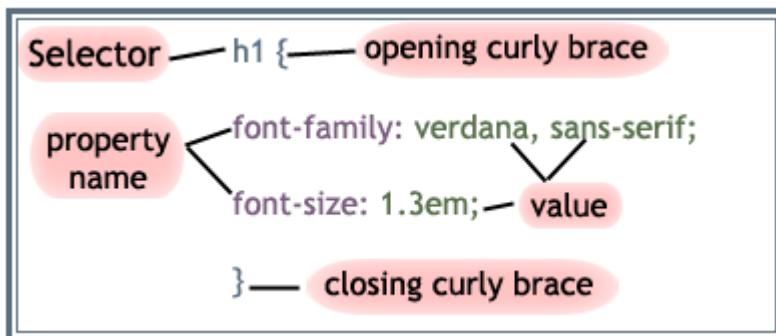 Selector h1 { opening curly brace
property name
font-family: verdana, sans-serif;
font-size: 1.3em; value
} closing curly brace